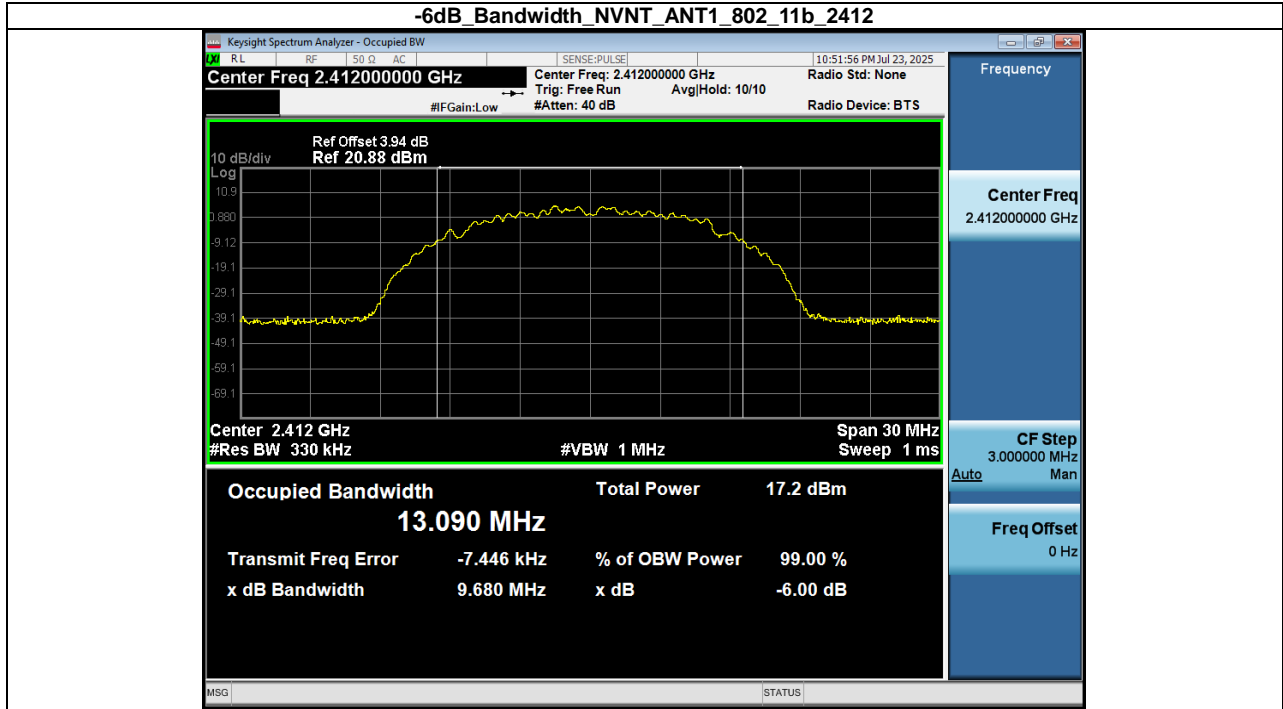 -6dB_Bandwidth_NVNT_ANT1_802_11b_2412
Keysight Spectrum Analyzer - Occupied BW
LXI RL RF 50 Ω AC SENSE:PULSE 10:51:56 PM Jul 23, 2025
Center Freq 2.412000000 GHz
Center Freq: 2.412000000 GHz Radio Std: None
Trig: Free Run Avg|Hold: 10/10
#IFGain:Low #Atten: 40 dB Radio Device: BTS
Frequency
Ref Offset 3.94 dB
10 dB/div Ref 20.88 dBm
Log
10.9
0.880
-9.12
-19.1
-29.1
-39.1
-49.1
-59.1
-69.1
Center 2.412 GHz Span 30 MHz
#Res BW 330 kHz #VBW 1 MHz Sweep 1 ms
Center Freq
2.412000000 GHz
CF Step
3.000000 MHz
Auto Man
Freq Offset
0 Hz
Occupied Bandwidth Total Power 17.2 dBm
13.090 MHz
Transmit Freq Error -7.446 kHz % of OBW Power 99.00 %
x dB Bandwidth 9.680 MHz x dB -6.00 dB
MSG STATUS